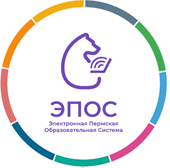 ЭПОС
Электронная Пермская
Образовательная Система